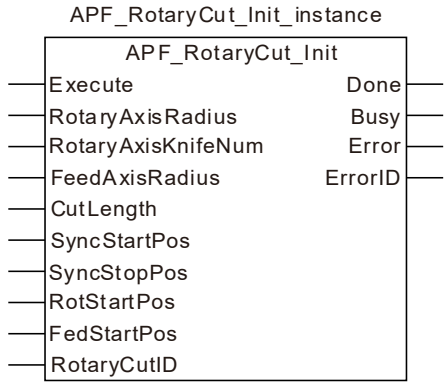 APF_RotaryCut_Init_instance
APF_RotaryCut_Init
Execute Done
RotaryAxisRadius Busy
RotaryAxisKnifeNum Error
FeedAxisRadius ErrorID
CutLength
SyncStartPos
SyncStopPos
RotStartPos
FedStartPos
RotaryCutID